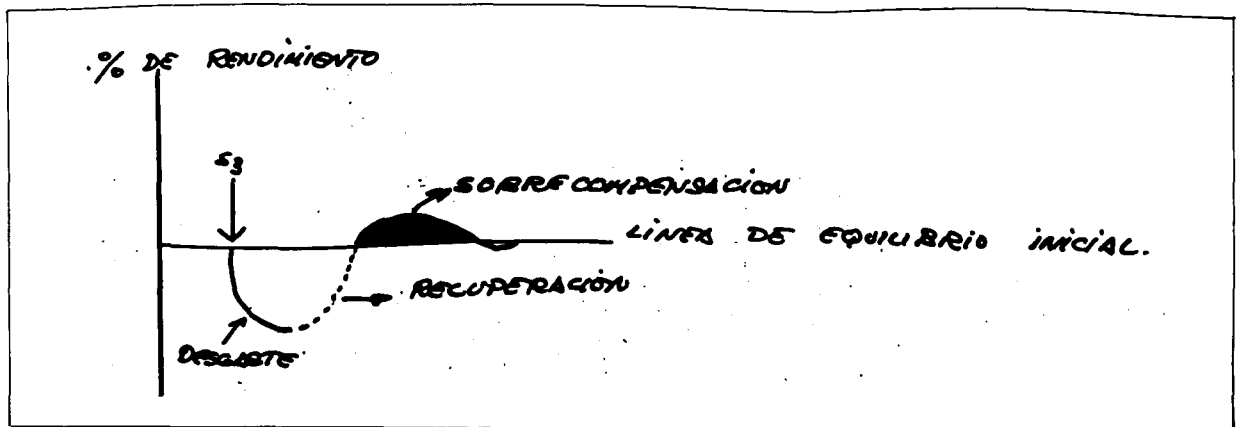 % DE RENDIMIENTO
S3
SOBRECOMPENSACION
LINEA DE EQUILIBRIO INICIAL.
RECUPERACIÓN
DESGASTE